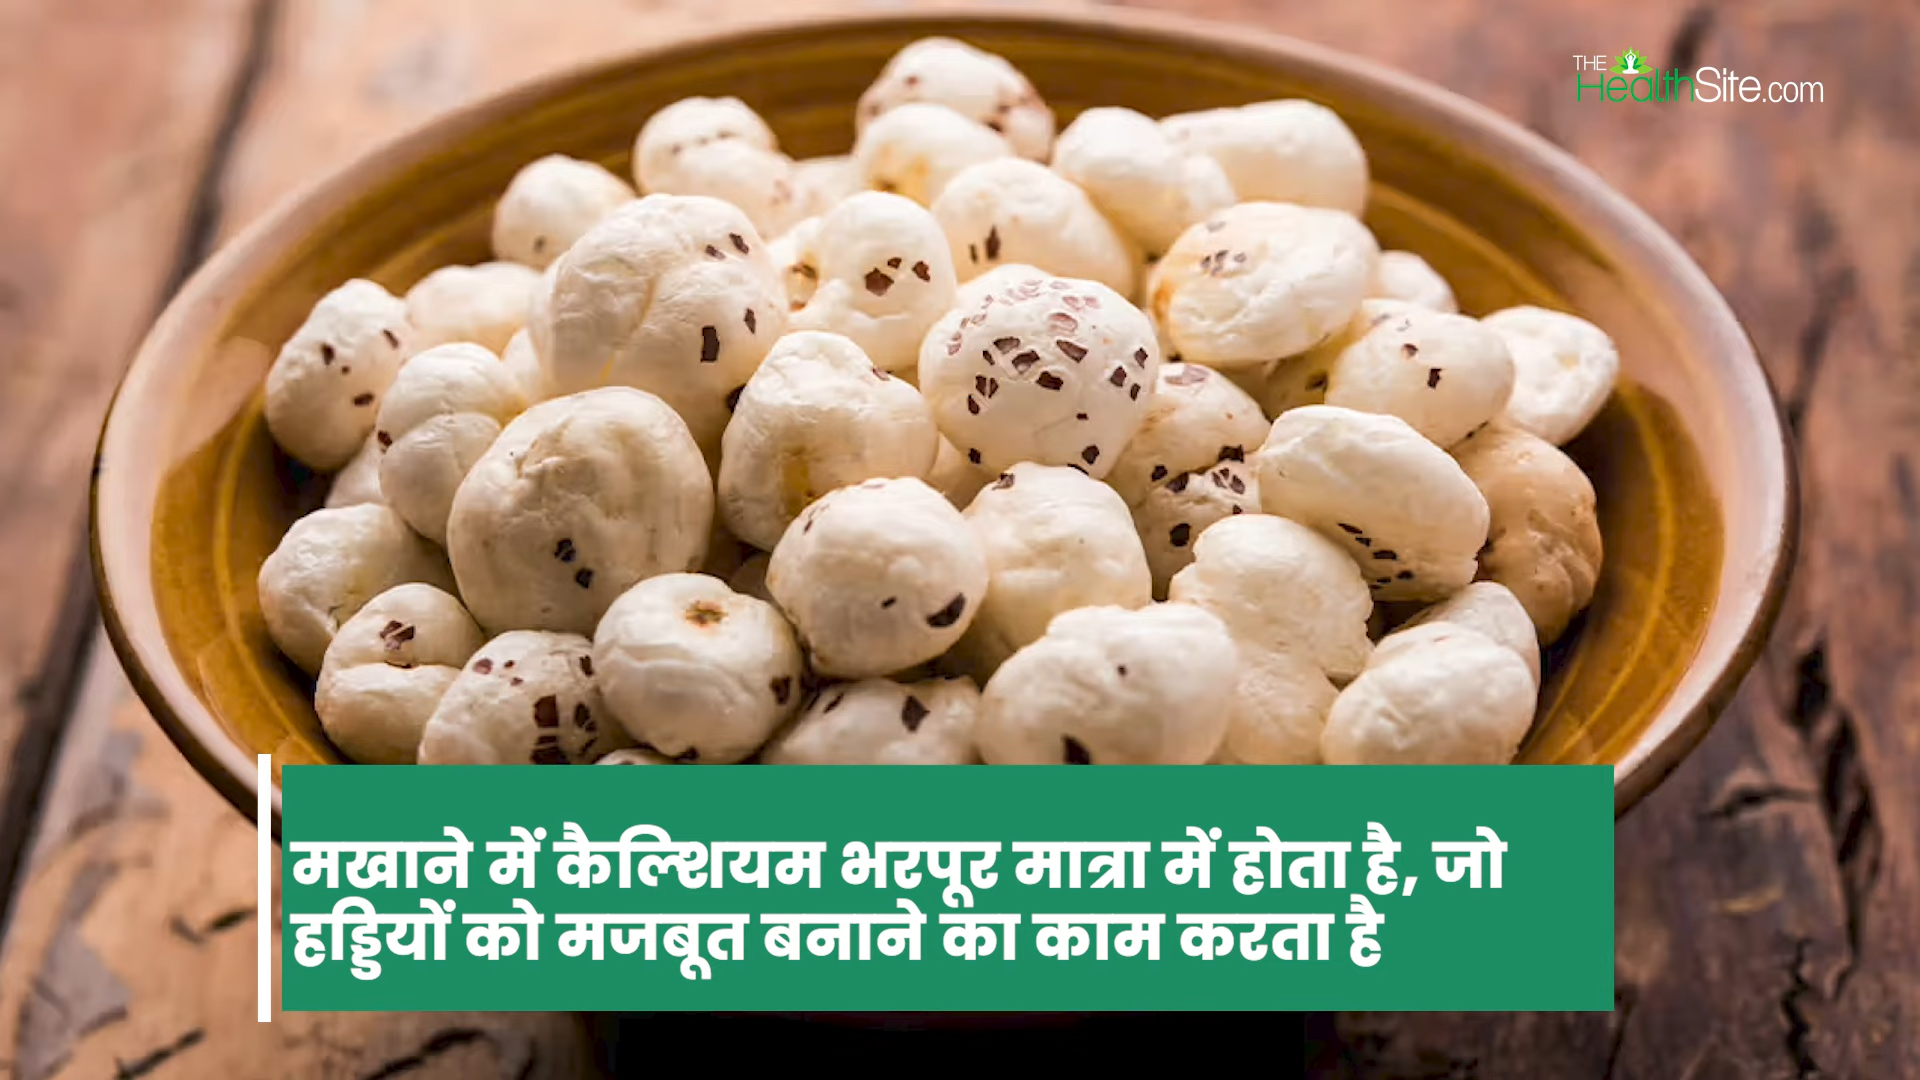 THE
HealthSite.com
मखाने में कैल्शियम भरपूर मात्रा में होता है, जो
हड्डियों को मजबूत बनाने का काम करता है